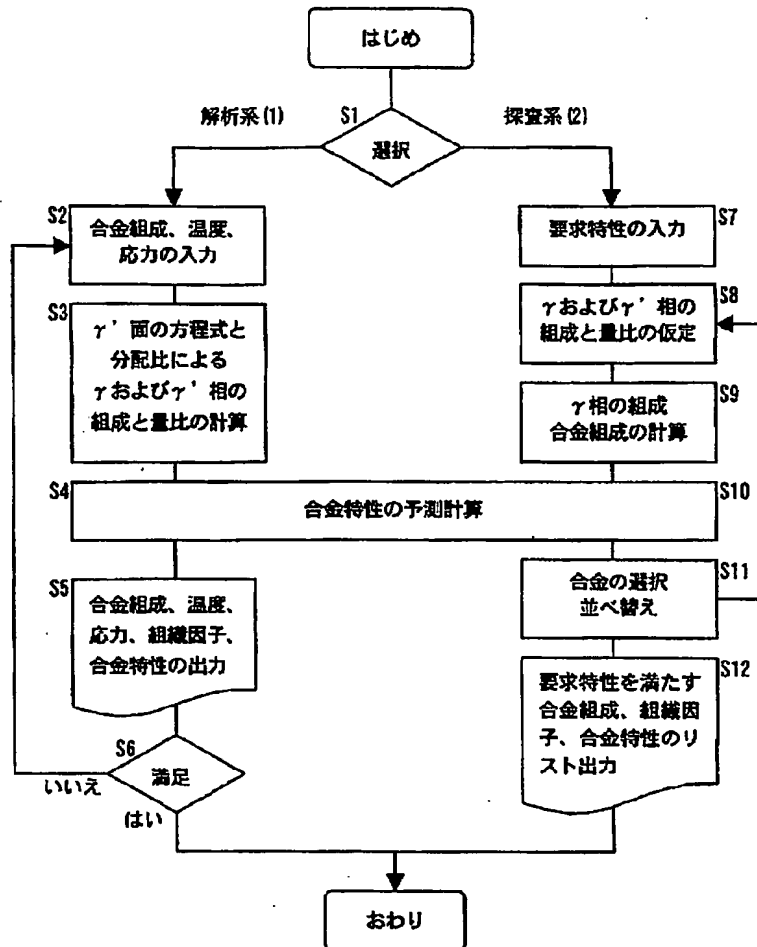 はじめ
解析系(1)
S1
探査系(2)
選択
S2
合金組成、温度、
応力の入力
S7
要求特性の入力
S3
γ'面の方程式と
分配比による
γおよびγ'相の
組成と量比の計算
S8
γおよびγ'相の
組成と量比の仮定
S9
γ相の組成
合金組成の計算
S4
合金特性の予測計算
S10
S5
合金組成、温度、
応力、組織因子、
合金特性の出力
S11
合金の選択
並べ替え
S12
要求特性を満たす
合金組成、組織因
子、合金特性のリ
スト出力
S6
満足
いいえ
はい
おわり